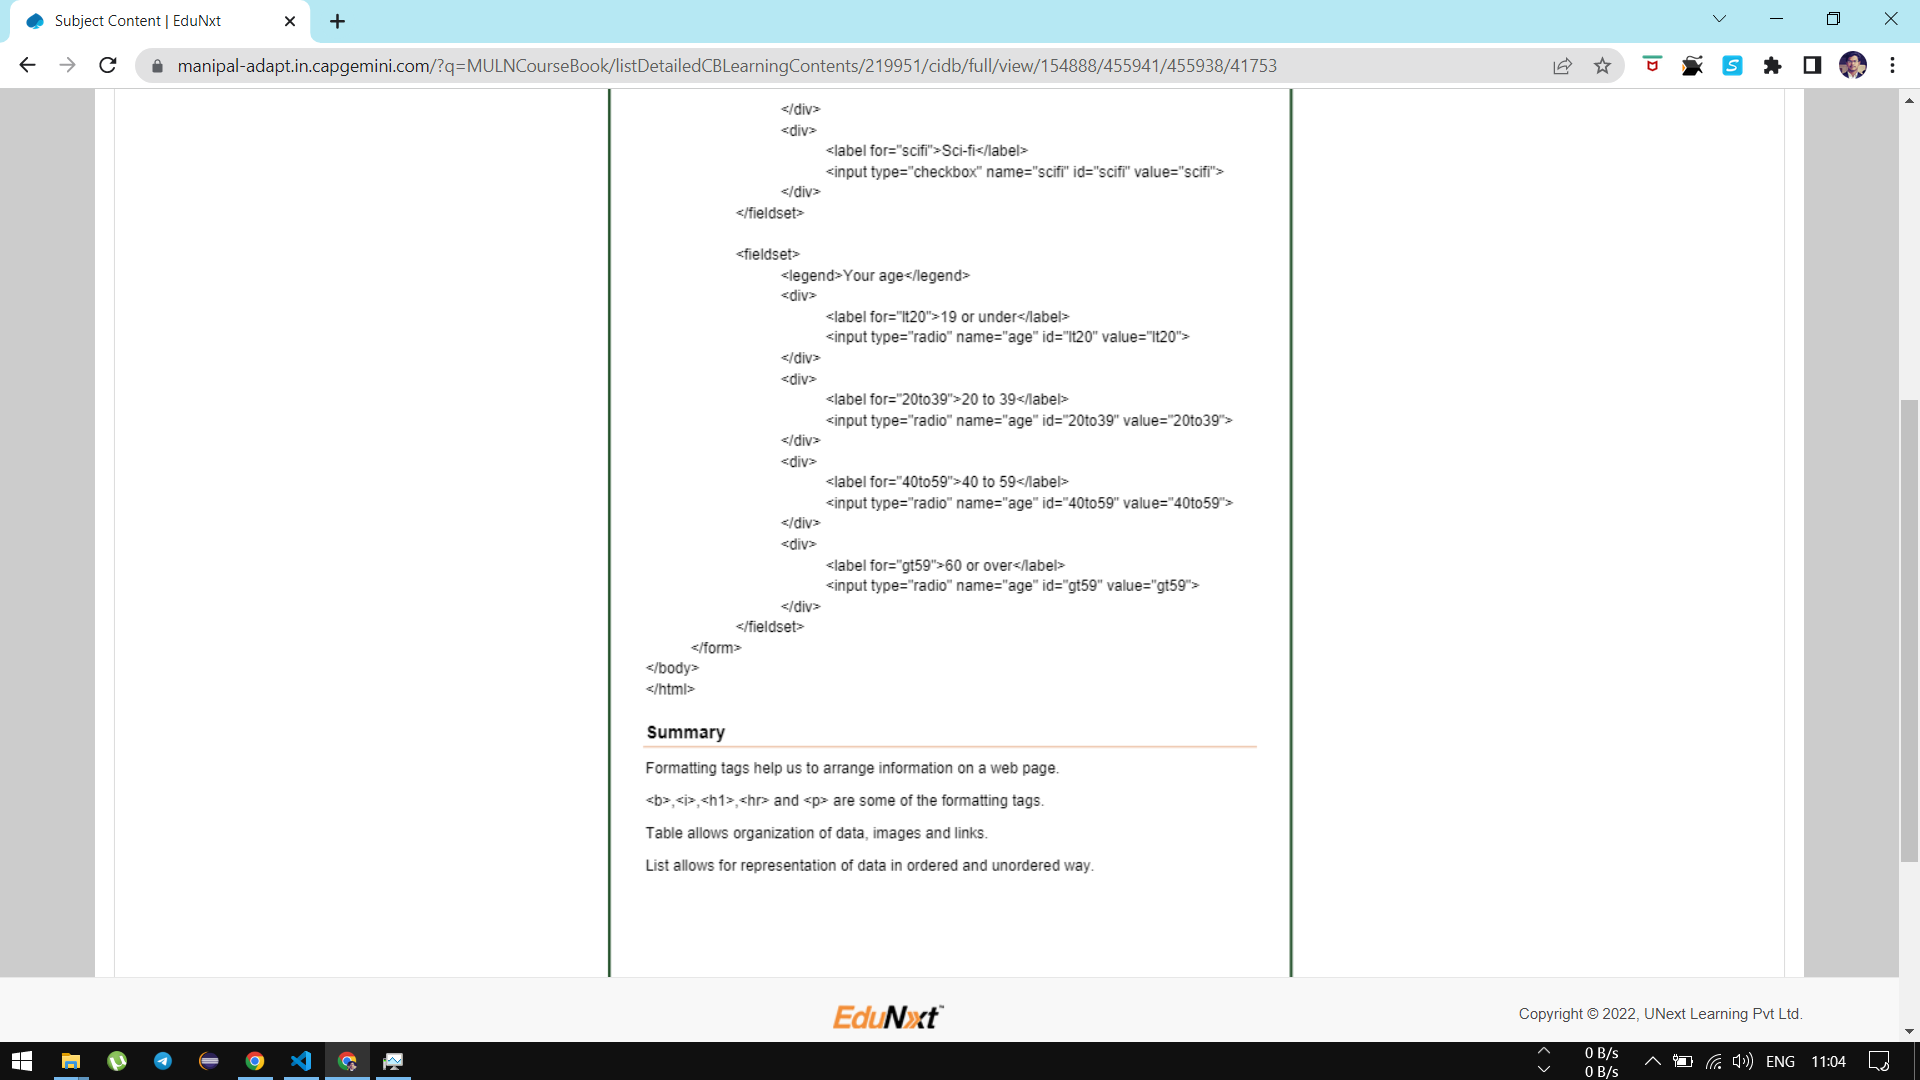 Subject Content | EduNxt
manipal-adapt.in.capgemini.com/?q=MULNCourseBook/listDetailedCBLearningContents/219951/cidb/full/view/154888/455941/455938/41753
</div>
<div>
<label for="scifi">Sci-fi</label>
<input type="checkbox" name="scifi" id="scifi" value="scifi">
</div>
</fieldset>
<fieldset>
<legend>Your age</legend>
<div>
<label for="lt20">19 or under</label>
<input type="radio" name="age" id="lt20" value="lt20">
</div>
<div>
<label for="20to39">20 to 39</label>
<input type="radio" name="age" id="20to39" value="20to39">
</div>
<div>
<label for="40to59">40 to 59</label>
<input type="radio" name="age" id="40to59" value="40to59">
</div>
<div>
<label for="gt59">60 or over</label>
<input type="radio" name="age" id="gt59" value="gt59">
</div>
</fieldset>
</form>
</body>
</html>
Summary
Formatting tags help us to arrange information on a web page.
<b>,<i>,<h1>,<hr> and <p> are some of the formatting tags.
Table allows organization of data, images and links.
List allows for representation of data in ordered and unordered way.
EduNxt™
Copyright © 2022, UNext Learning Pvt Ltd.
0 B/s
0 B/s
ENG
11:04